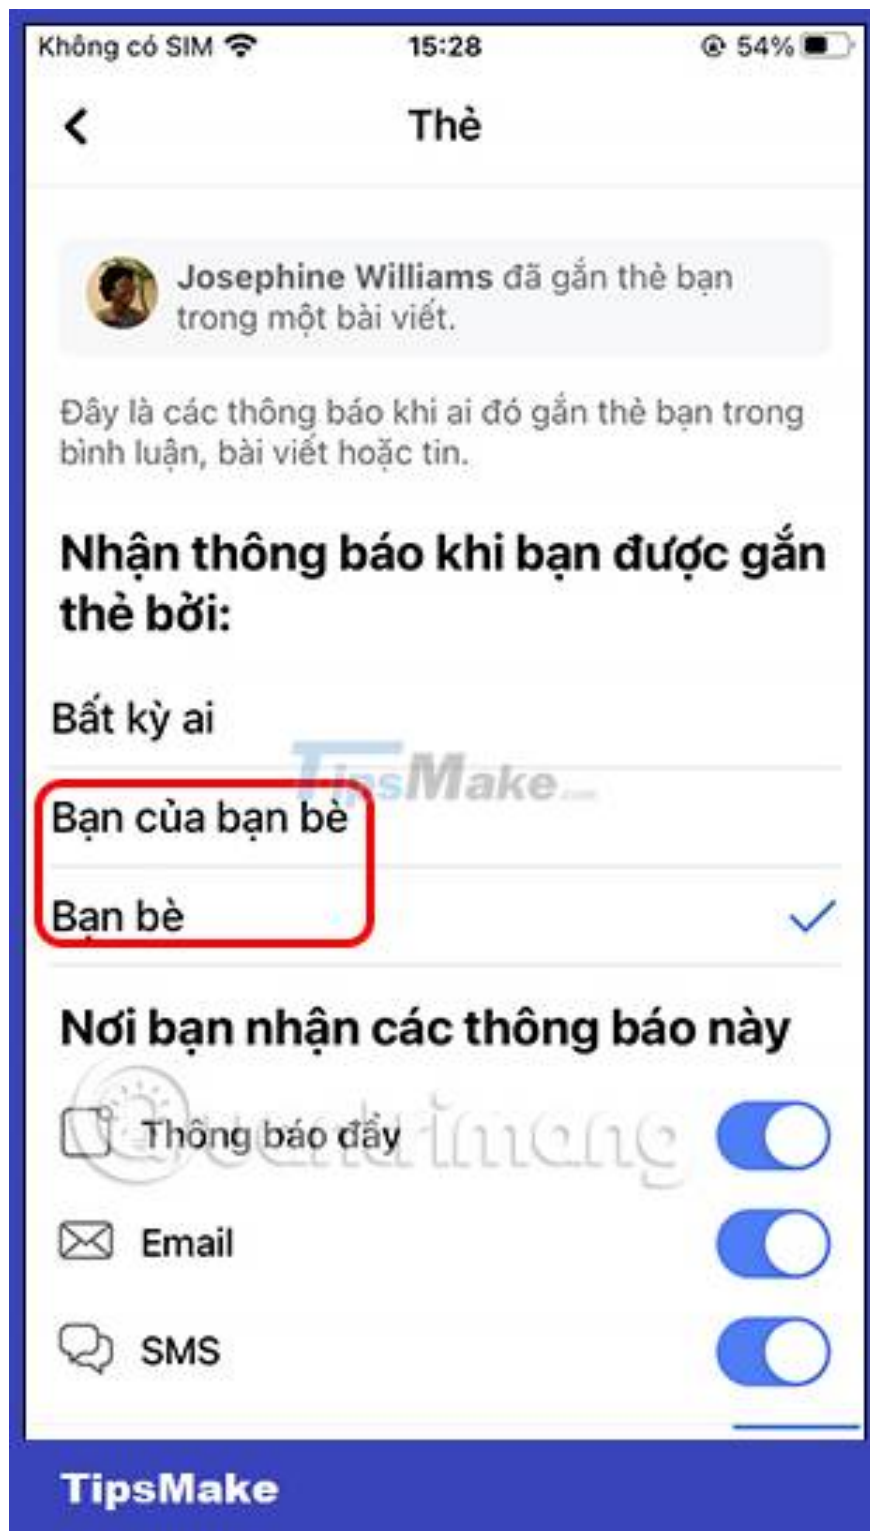 Không có SIM 15:28 54%
Thẻ
Josephine Williams đã gắn thẻ bạn
trong một bài viết.
Đây là các thông báo khi ai đó gắn thẻ bạn trong
bình luận, bài viết hoặc tin.
Nhận thông báo khi bạn được gắn
thẻ bởi:
Bất kỳ ai
TipsMake.com
Bạn của bạn bè
Bạn bè
Nơi bạn nhận các thông báo này
Quantrimang
Thông báo đẩy
Email
SMS
TipsMake